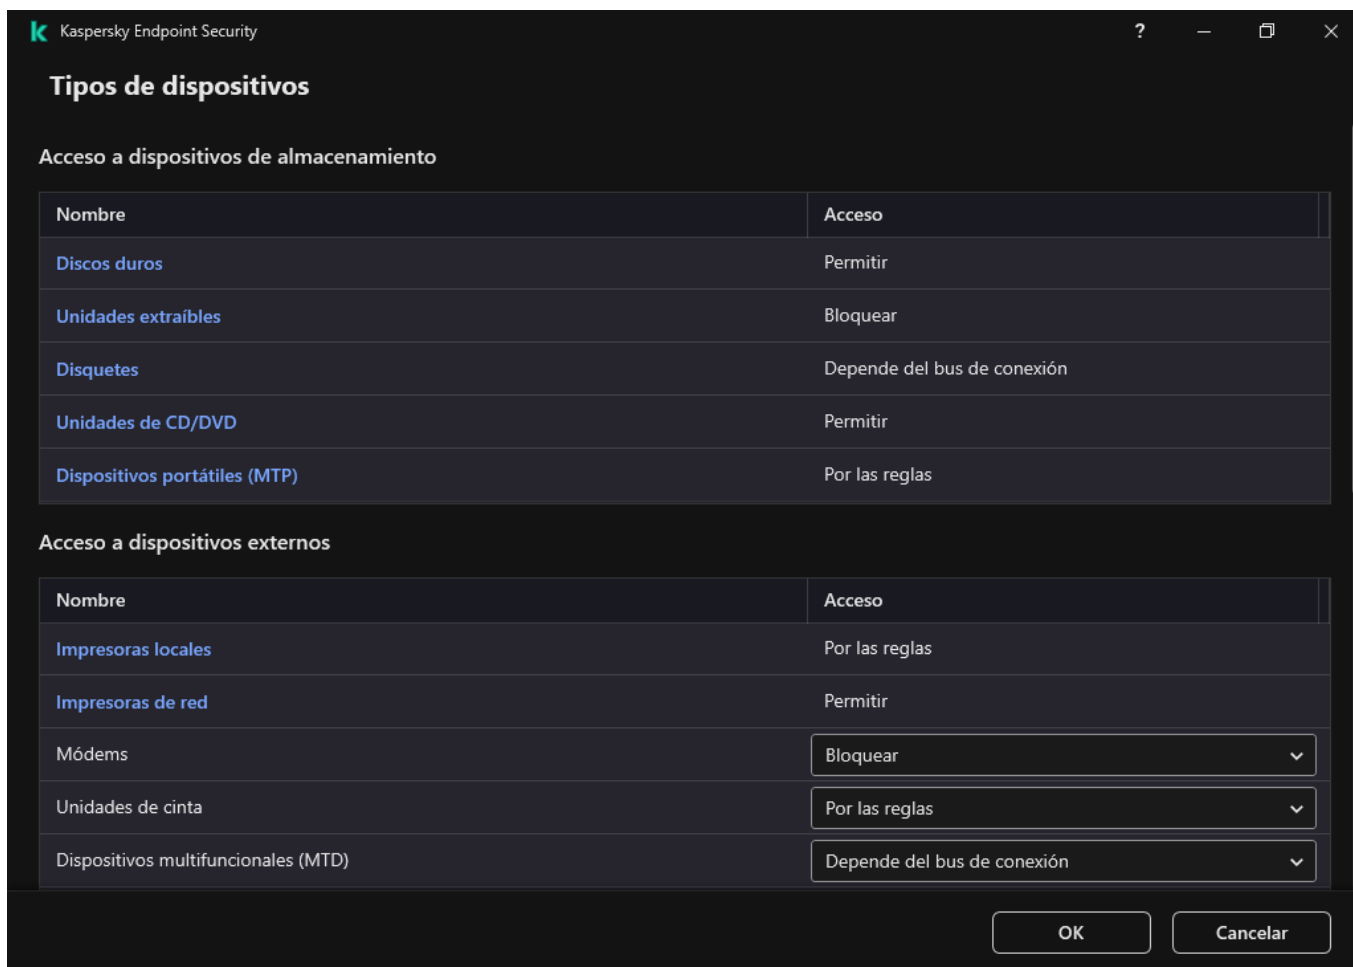 Kaspersky Endpoint Security
?
Tipos de dispositivos
Acceso a dispositivos de almacenamiento
Nombre Acceso
Discos duros Permitir
Unidades extraíbles Bloquear
Disquetes Depende del bus de conexión
Unidades de CD/DVD Permitir
Dispositivos portátiles (MTP) Por las reglas
Acceso a dispositivos externos
Nombre Acceso
Impresoras locales Por las reglas
Impresoras de red Permitir
Módems Bloquear
Unidades de cinta Por las reglas
Dispositivos multifuncionales (MTD) Depende del bus de conexión
OK Cancelar